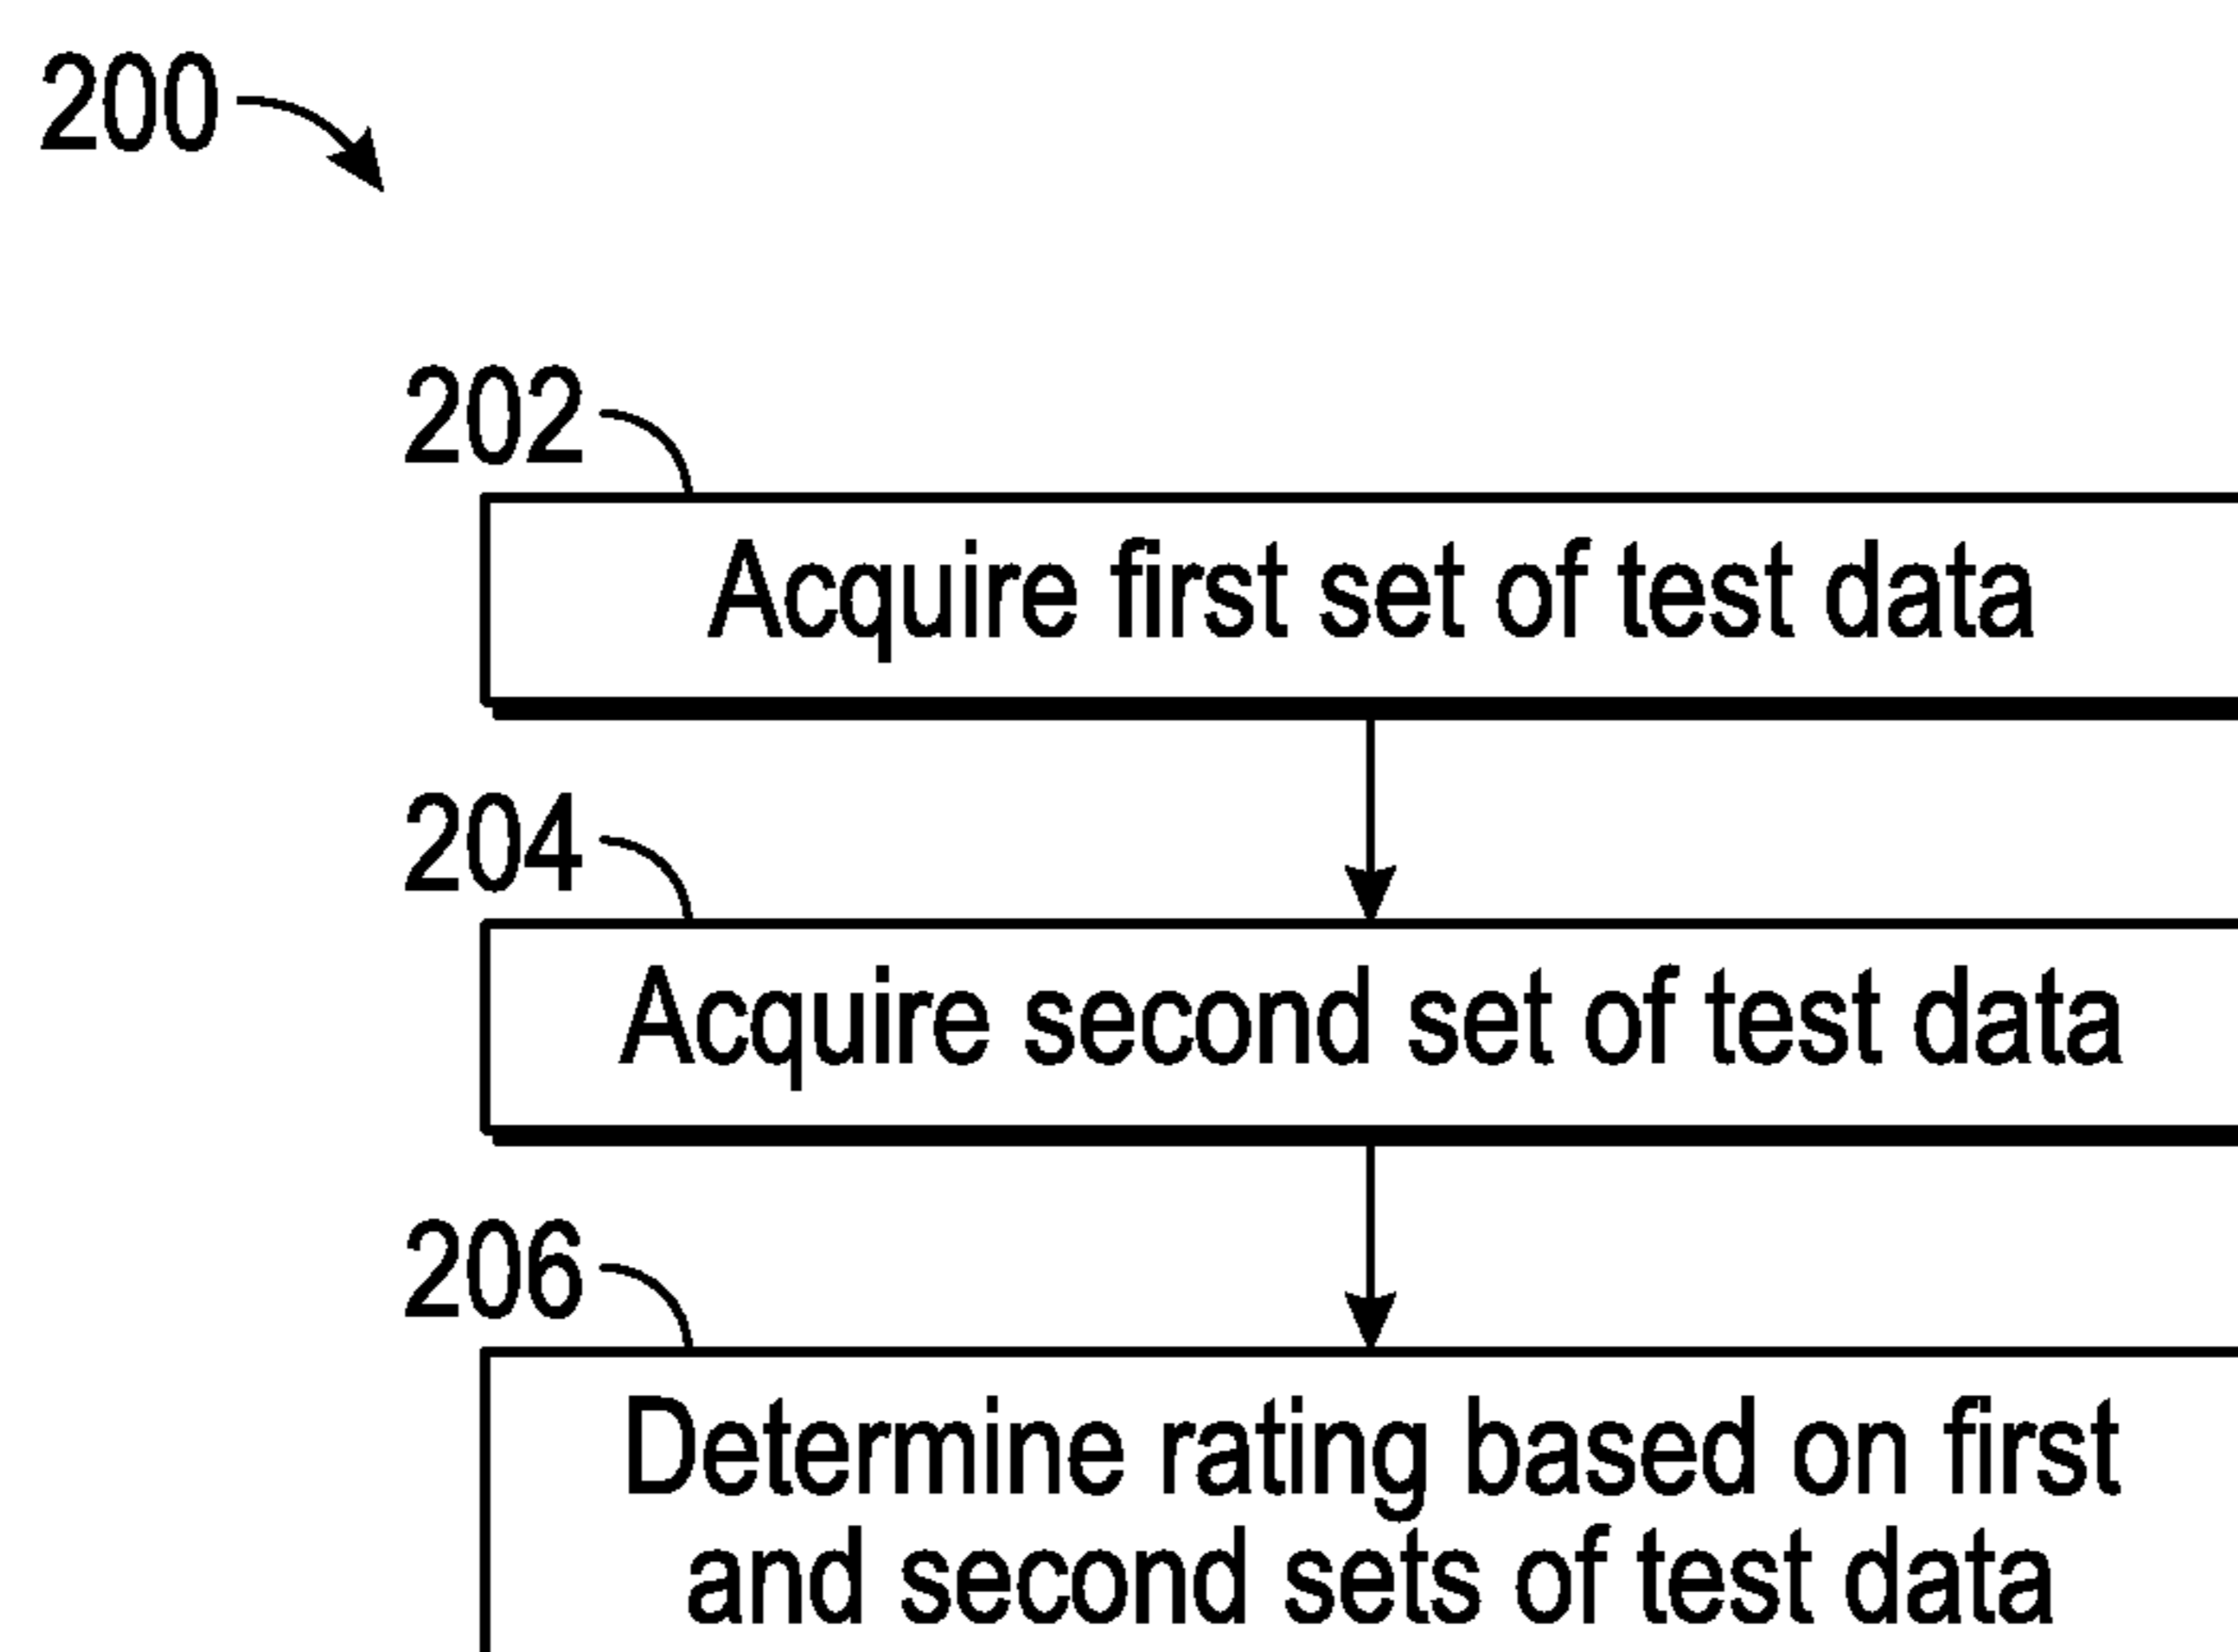 200
202
Acquire first set of test data
204
Acquire second set of test data
206
Determine rating based on first
and second sets of test data